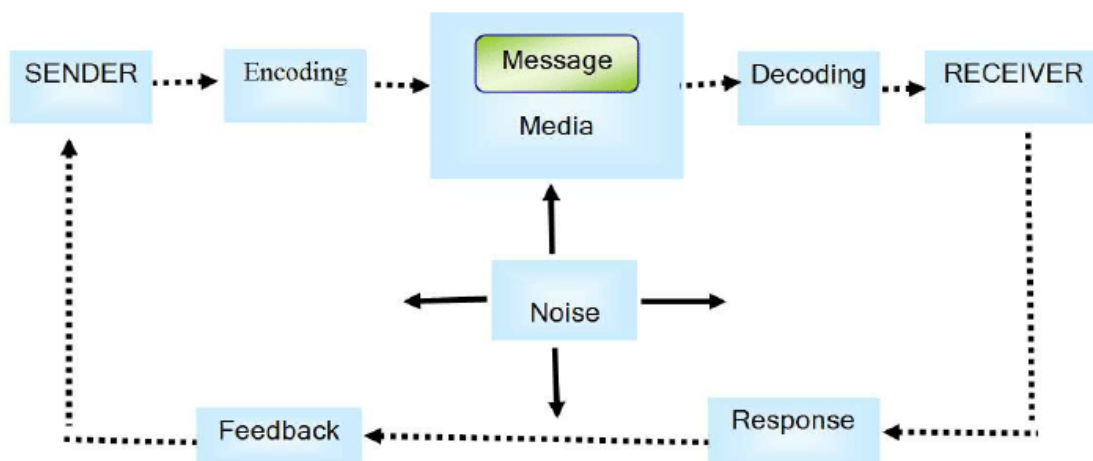 SENDER
Encoding
Message
Media
Decoding
RECEIVER
Noise
Feedback
Response